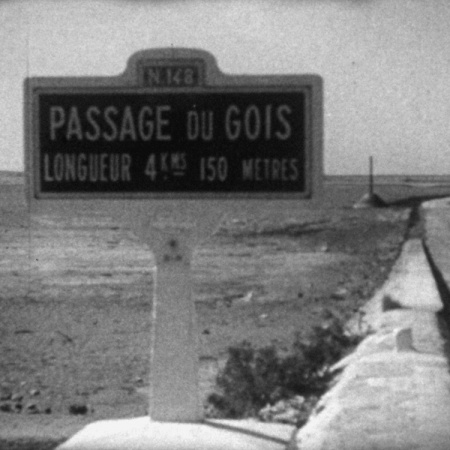 N.148
PASSAGE DU GOIS
LONGUEUR 4KMS 150 METRES